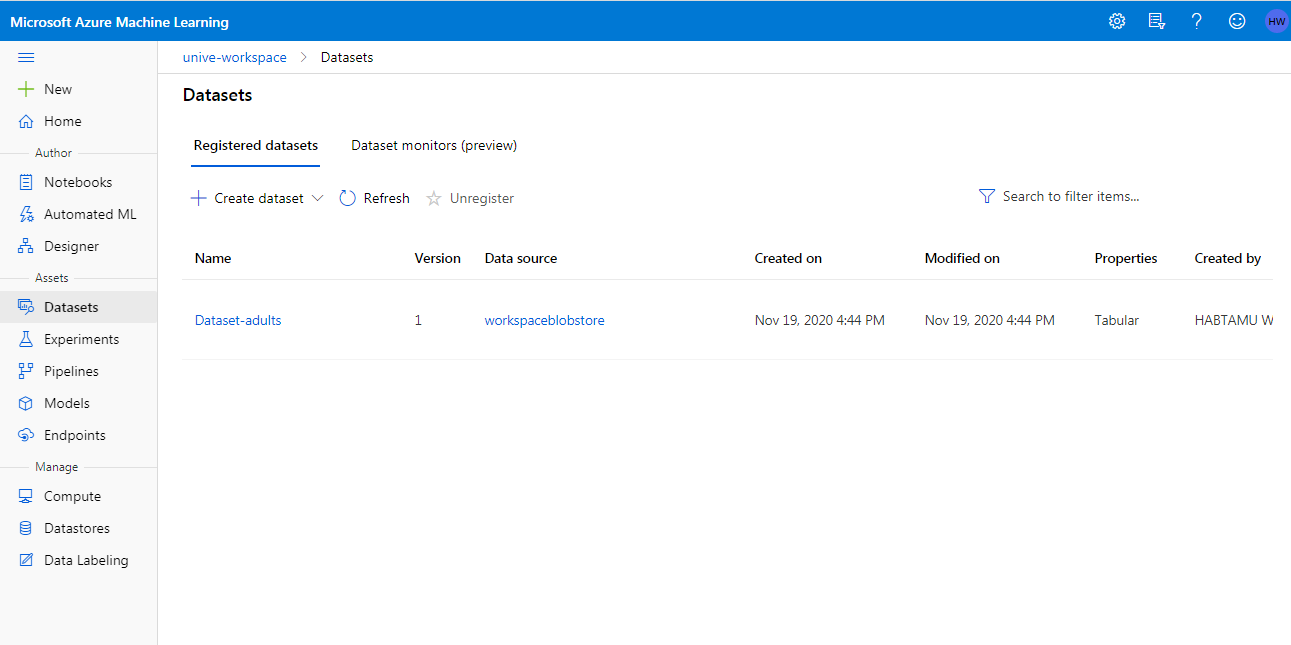 Microsoft Azure Machine Learning
HW
unive-workspace > Datasets
New
Home
Author
Notebooks
Automated ML
Designer
Assets
Datasets
Experiments
Pipelines
Models
Endpoints
Manage
Compute
Datastores
Data Labeling
Datasets
Registered datasets Dataset monitors (preview)
Create dataset Refresh Unregister Search to filter items...
Name Version Data source Created on Modified on Properties Created by
Dataset-adults 1 workspaceblobstore Nov 19, 2020 4:44 PM Nov 19, 2020 4:44 PM Tabular HABTAMU W